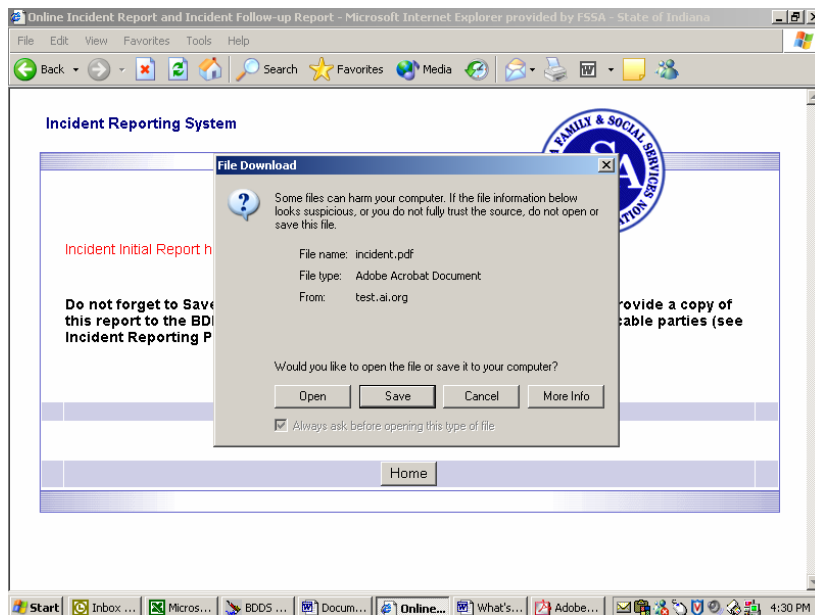 Online Incident Report and Incident Follow-up Report - Microsoft Internet Explorer provided by FSSA - State of Indiana
File Edit View Favorites Tools Help
Back Search Favorites Media
Incident Reporting System
FAMILY & SOCIAL SERVICES
File Download
Some files can harm your computer. If the file information below
looks suspicious, or you do not fully trust the source, do not open or
save this file.
File name: incident.pdf
File type: Adobe Acrobat Document
From: test.ai.org
Would you like to open the file or save it to your computer?
Open Save Cancel More Info
Always ask before opening this type of file
Incident Initial Report h
Do not forget to Save rovide a copy of
this report to the BD cable parties (see
Incident Reporting P
Home
Start Inbox ... Micros... BDDS ... Docum... Online... What's... Adobe... 4:30 PM